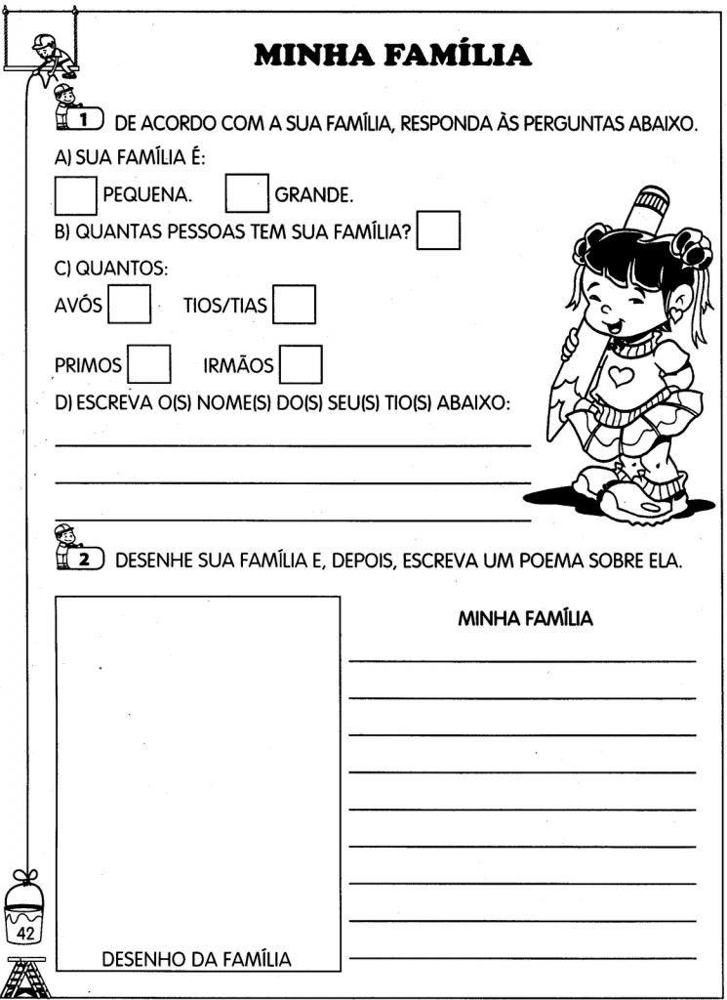 MINHA FAMÍLIA
1 DE ACORDO COM A SUA FAMÍLIA, RESPONDA ÀS PERGUNTAS ABAIXO.
A) SUA FAMÍLIA É:
PEQUENA. GRANDE.
B) QUANTAS PESSOAS TEM SUA FAMÍLIA?
C) QUANTOS:
AVÓS TIOS/TIAS
PRIMOS IRMÃOS
D) ESCREVA O(S) NOME(S) DO(S) SEU(S) TIO(S) ABAIXO:
2 DESENHE SUA FAMÍLIA E, DEPOIS, ESCREVA UM POEMA SOBRE ELA.
MINHA FAMÍLIA
DESENHO DA FAMÍLIA
42